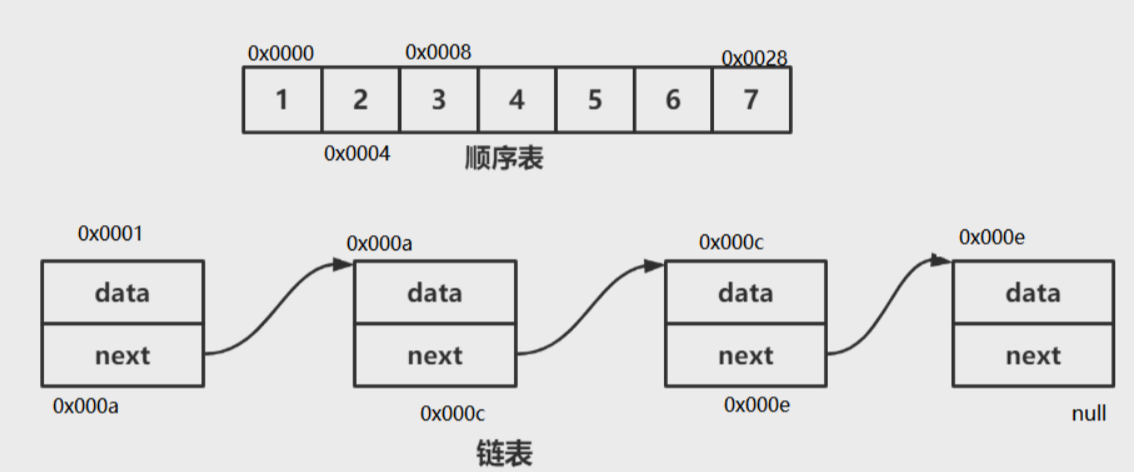 0x0000 0x0008 0x0028
1 2 3 4 5 6 7
0x0004 顺序表
0x0001 0x000a 0x000c 0x000e
data data data data
next next next next
0x000a 0x000c 0x000e null
链表